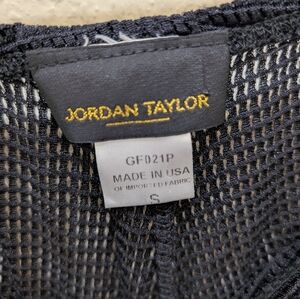 JORDAN TAYLOR
GF021P
MADE IN USA
OF IMPORTED FABRIC
S